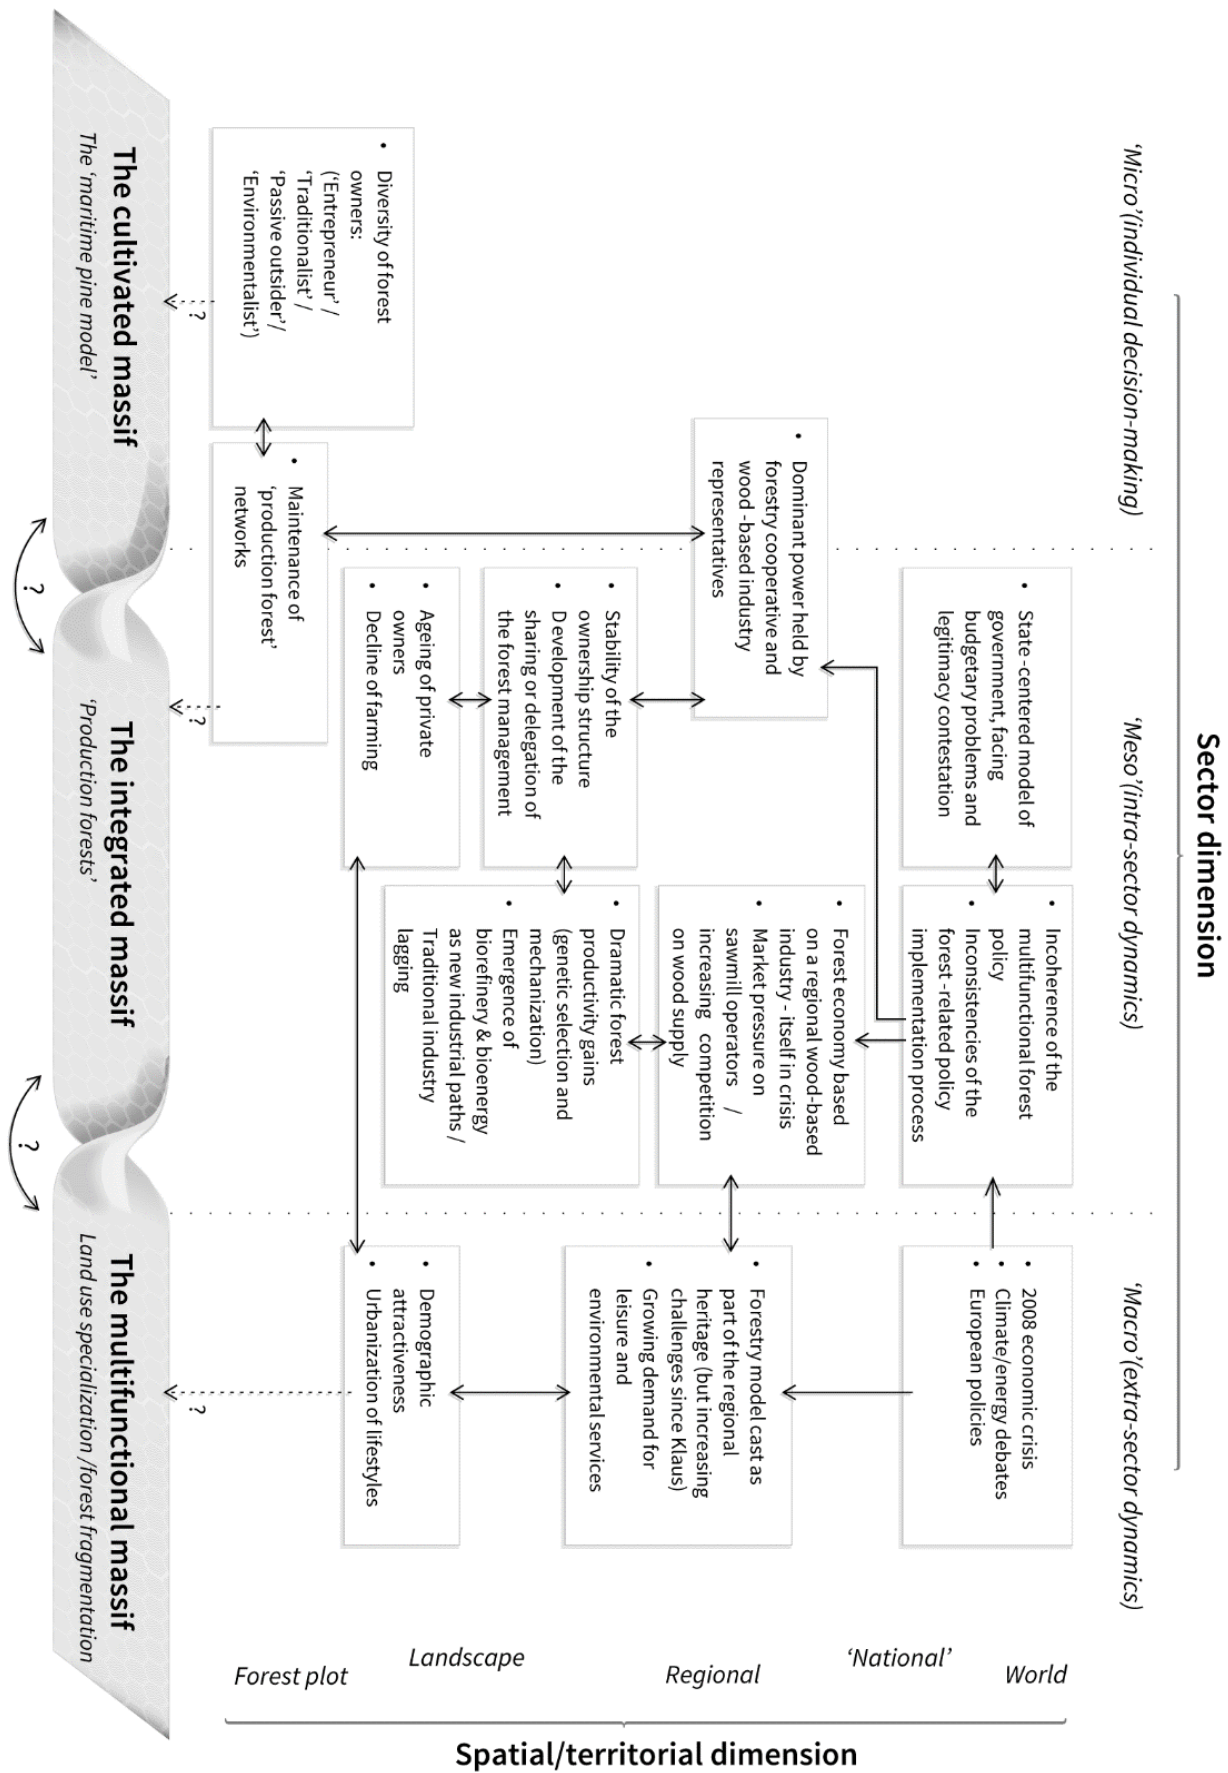 Sector dimension
‘Micro’(individual decision-making)
‘Meso’(intra-sector dynamics)
‘Macro’(extra-sector dynamics)
• State-centered model of
government, facing
budgetary problems and
legitimacy contestation
• Incoherence of the
multifunctional forest
policy
• Inconsistencies of the
forest-related policy
implementation process
• 2008 economic crisis
• Climate/energy debates
• European policies
• Dominant power held by
forestry cooperative and
wood-based industry
representatives
• Forest economy based
on a regional wood-based
industry - itself in crisis
• Market pressure on
sawmill operators /
increasing competition
on wood supply
• Forestry model cast as
part of the regional
heritage (but increasing
challenges since Klaus)
• Growing demand for
leisure and
environmental services
• Stability of the
ownership structure
• Development of the
sharing or delegation of
the forest management
• Dramatic forest
productivity gains
(genetic selection and
mechanization)
• Emergence of
biorefinery & bioenergy
as new industrial paths /
Traditional industry
lagging
• Ageing of private
owners
• Decline of farming
• Demographic
attractiveness
• Urbanization of lifestyles
• Diversity of forest
owners:
(‘Entrepreneur’ /
‘Traditionalist’ /
‘Passive outsider’/
‘Environmentalist’)
• Maintenance of
‘production forest’
networks
?
?
?
The cultivated massif
The ‘maritime pine model’
The integrated massif
‘Production forests’
The multifunctional massif
Land use specialization /forest fragmentation
?
?
World
‘National’
Regional
Landscape
Forest plot
Spatial/territorial dimension